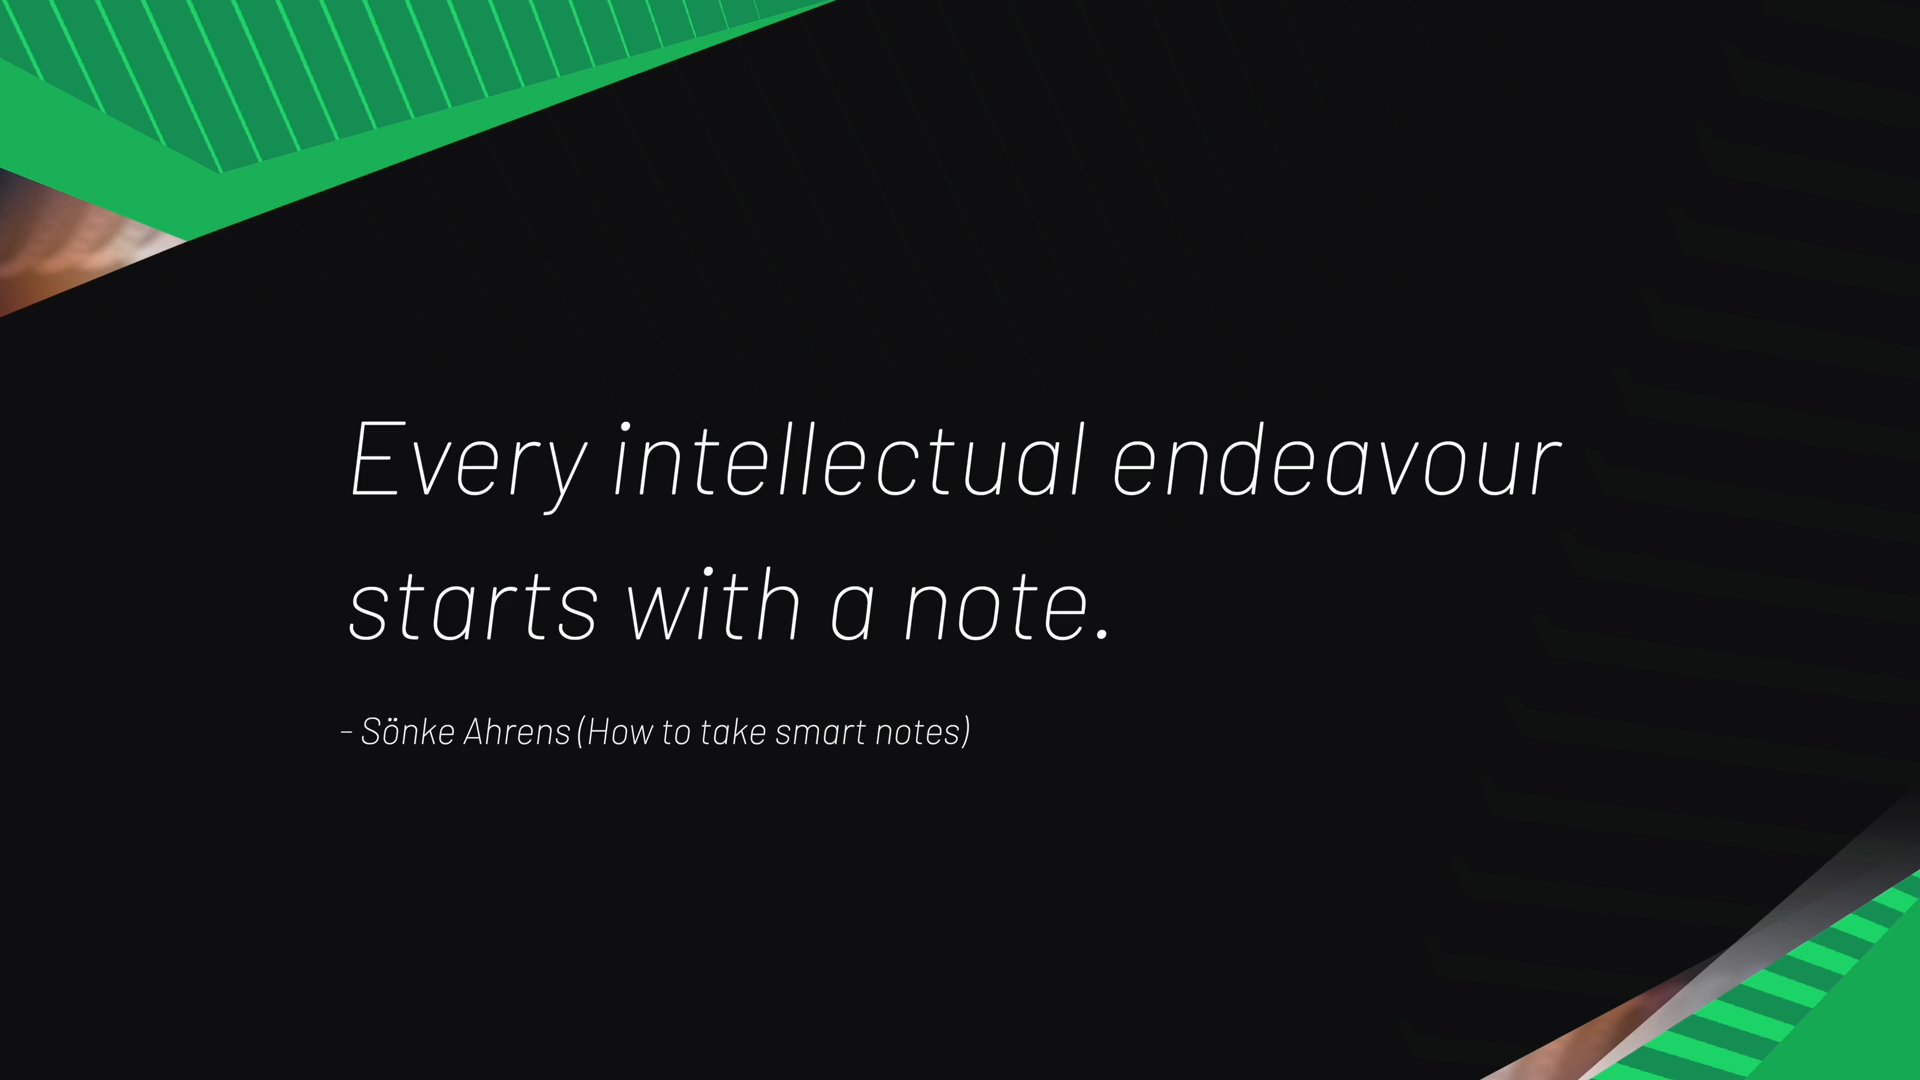 Every intellectual endeavour
starts with a note.
- Sönke Ahrens (How to take smart notes)